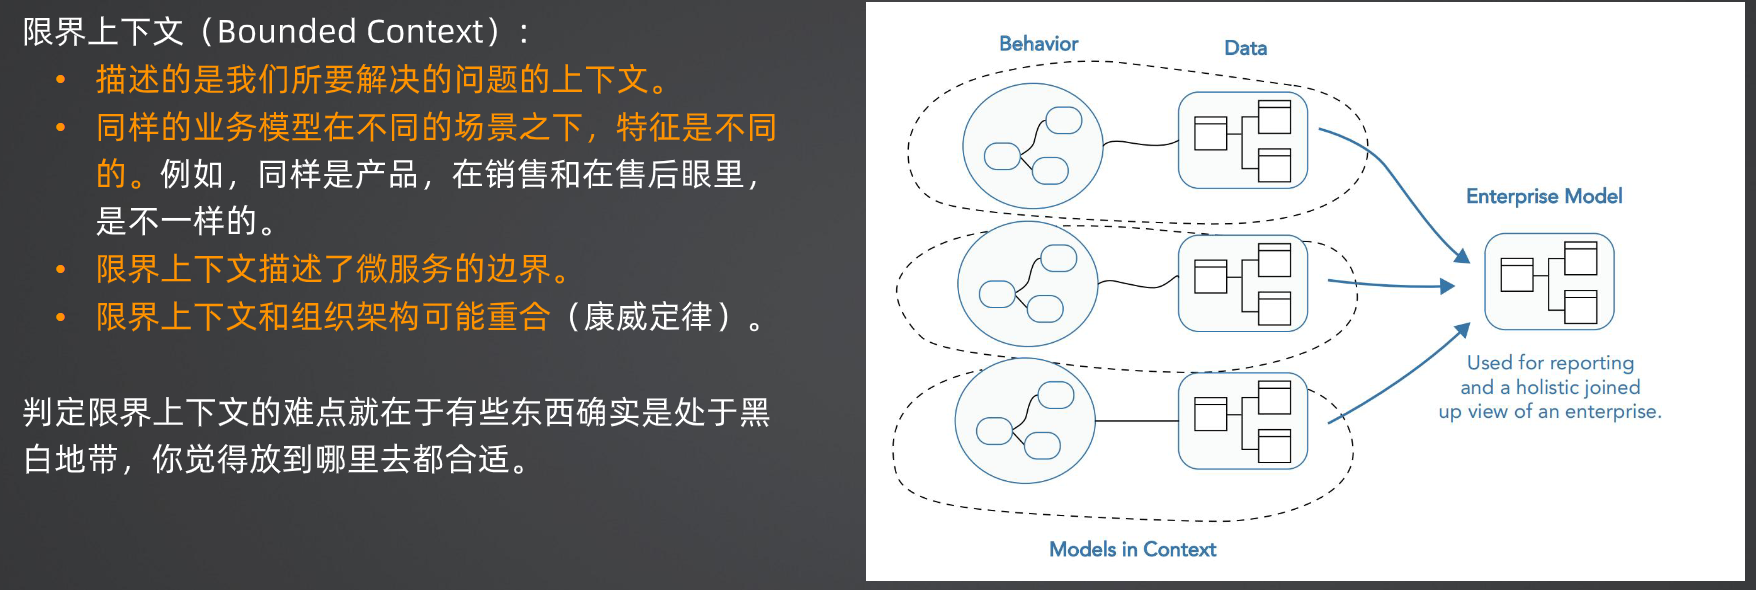 限界上下文（Bounded Context）:
• 描述的是我们所要解决的问题的上下文。
• 同样的业务模型在不同的场景之下，特征是不同
的。例如，同样是产品，在销售和在售后眼里，
是不一样的。
• 限界上下文描述了微服务的边界。
• 限界上下文和组织架构可能重合（康威定律）。
判定限界上下文的难点就在于有些东西确实是处于黑
白地带，你觉得放到哪里去都合适。
Behavior
Data
Enterprise Model
Used for reporting
and a holistic joined
up view of an enterprise.
Models in Context